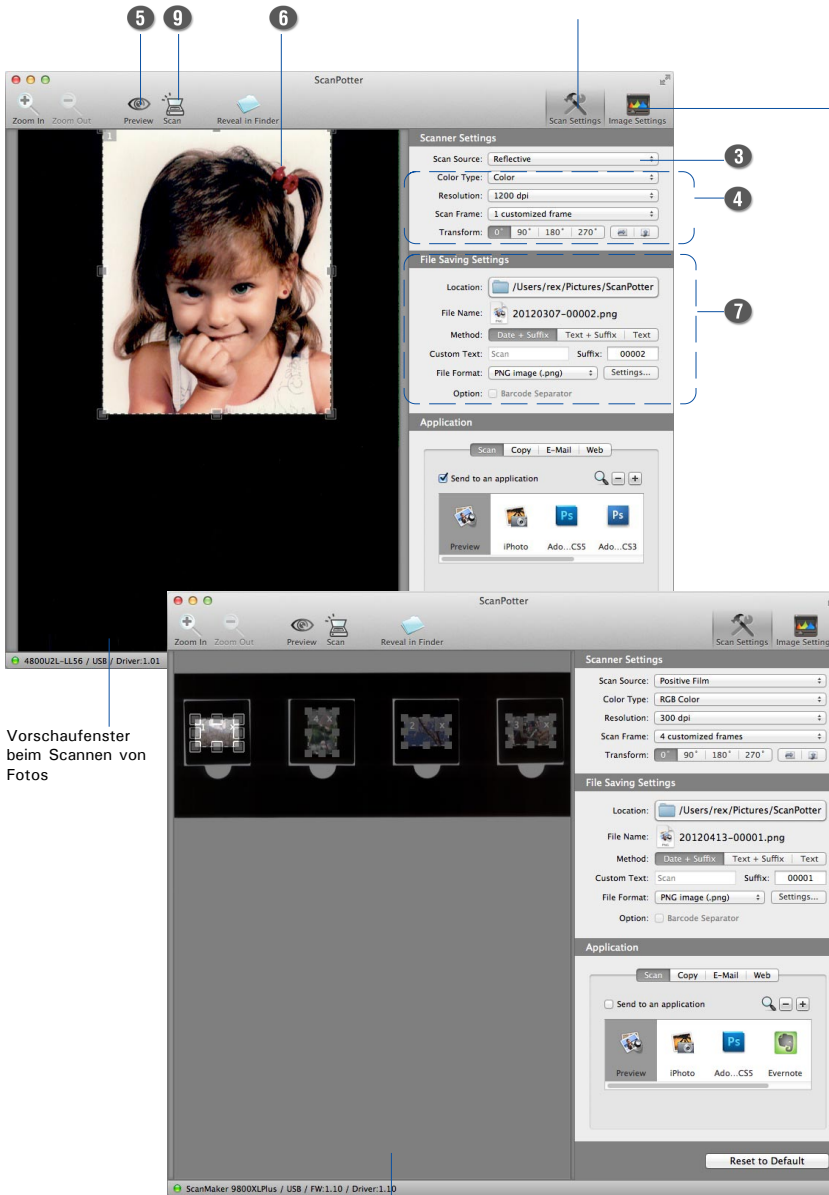 5 9 6
ScanPotter
Zoom In Zoom Out Preview Scan Reveal in Finder Scan Settings Image Settings
1
Scanner Settings
Scan Source: Reflective
3
Color Type: Color
Resolution: 1200 dpi
4
Scan Frame: 1 customized frame
Transform: 0° 90° 180° 270°
File Saving Settings
Location: /Users/rex/Pictures/ScanPotter
File Name: 20120307-00002.png
7
Method: Date + Suffix Text + Suffix Text
Custom Text: Scan Suffix: 00002
File Format: PNG image (.png) Settings...
Option: Barcode Separator
Application
Scan Copy E-Mail Web
Send to an application
Preview iPhoto Ado...CS5 Ado...CS3
4800U2L-LL56 / USB / Driver:1.01
Vorschaufenster
beim Scannen von
Fotos
ScanPotter
Zoom In Zoom Out Preview Scan Reveal in Finder Scan Settings Image Setting
4 x 2 x 3
Scanner Settings
Scan Source: Positive Film
Color Type: RGB Color
Resolution: 300 dpi
Scan Frame: 4 customized frames
Transform: 0° 90° 180° 270°
File Saving Settings
Location: /Users/rex/Pictures/ScanPotter
File Name: 20120413-00001.png
Method: Date + Suffix Text + Suffix Text
Custom Text: Scan Suffix: 00001
File Format: PNG image (.png) Settings...
Option: Barcode Separator
Application
Scan Copy E-Mail Web
Send to an application
Preview iPhoto Ado...CS5 Evernote
Reset to Default
ScanMaker 9800XLPlus / USB / FW:1.10 / Driver:1.10